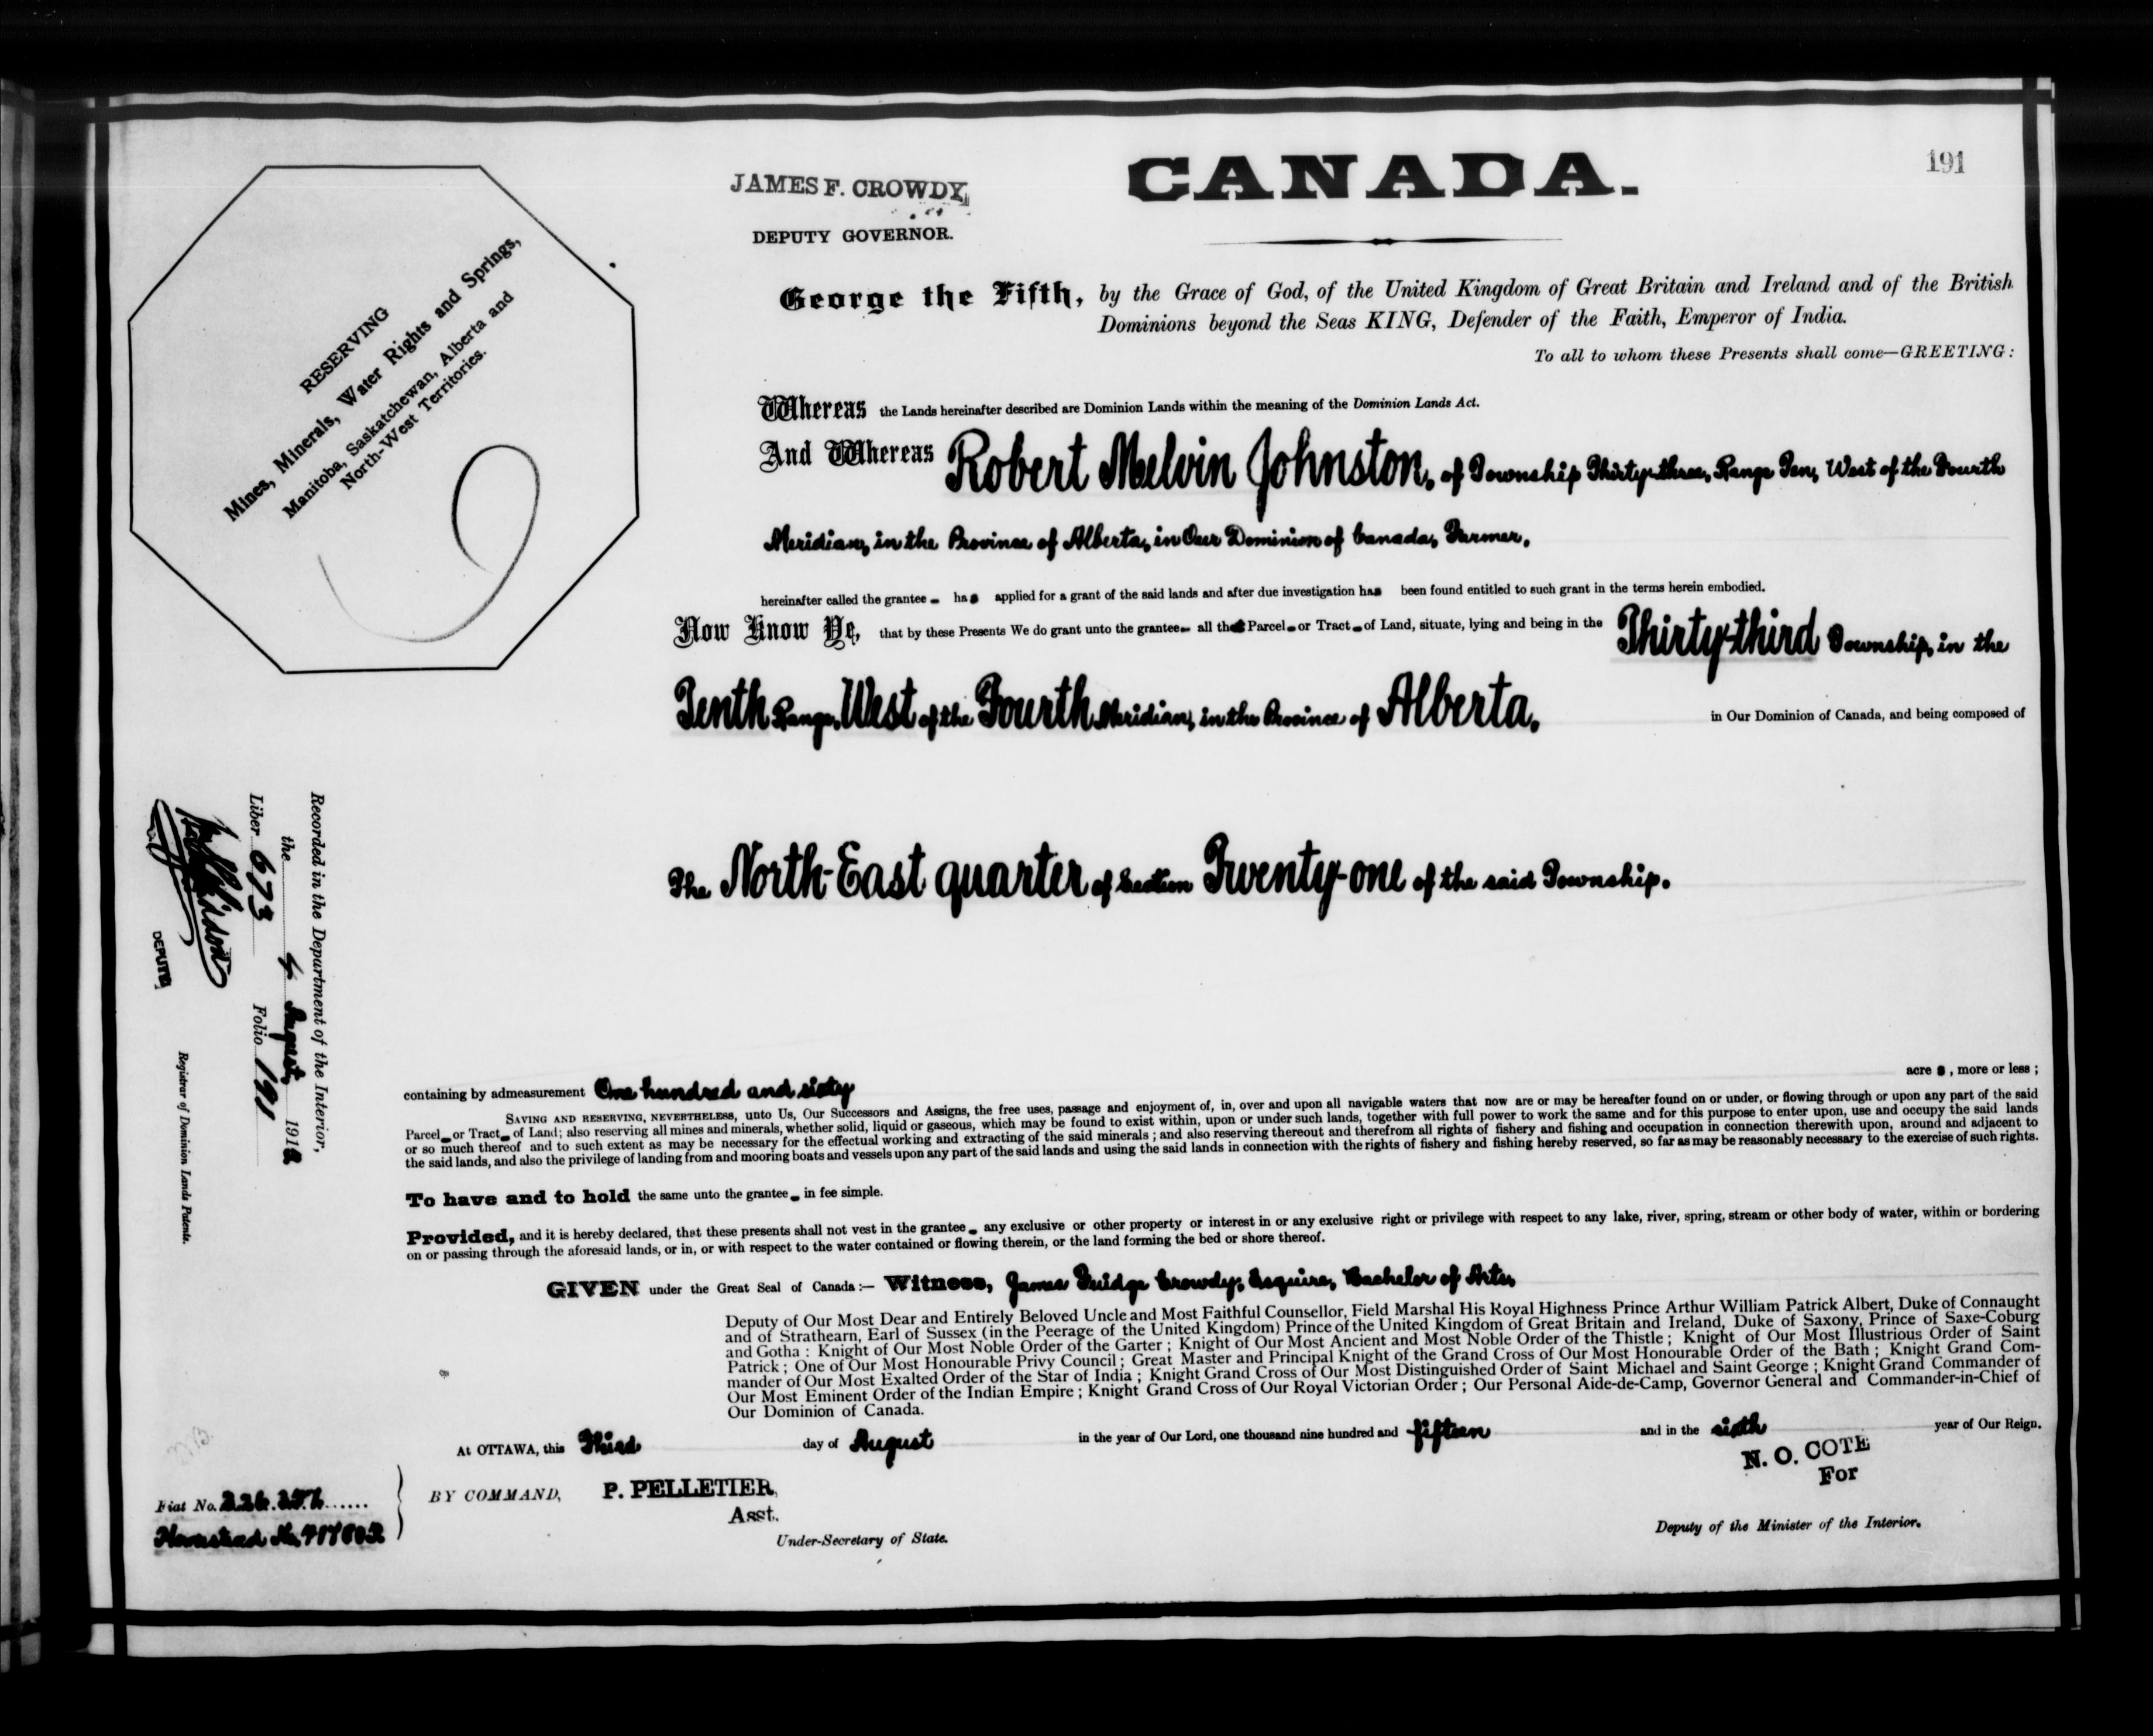 191
JAMES F. CROWDY,
DEPUTY GOVERNOR.
CANADA.
RESERVING
Mines, Minerals, Water Rights and Springs,
Manitoba, Saskatchewan, Alberta and
North-West Territories.
George the Fifth, by the Grace of God, of the United Kingdom of Great Britain and Ireland and of the British
Dominions beyond the Seas KING, Defender of the Faith, Emperor of India.
To all to whom these Presents shall come—GREETING:
Whereas the Lands hereinafter described are Dominion Lands within the meaning of the Dominion Lands Act.
And Whereas Robert Melvin Johnston, of Township Thirty-three, Range Ten, West of the Fourth
Meridian, in the Province of Alberta, in Our Dominion of Canada, Farmer,
hereinafter called the grantee has applied for a grant of the said lands and after due investigation has been found entitled to such grant in the terms herein embodied.
Now Know Ye, that by these Presents We do grant unto the grantee all that Parcel or Tract of Land, situate, lying and being in the Thirty-third Township, in the
Tenth Range, West of the Fourth Meridian, in the Province of Alberta, in Our Dominion of Canada, and being composed of
The North-East quarter of Section Twenty-one of the said Township.
containing by admeasurement One hundred and sixty acres, more or less;
SAVING AND RESERVING, NEVERTHELESS, unto Us, Our Successors and Assigns, the free uses, passage and enjoyment of, in, over and upon all navigable waters that now are or may be hereafter found on or under, or flowing through or upon any part of the said
Parcel or Tract of Land; also reserving all mines and minerals, whether solid, liquid or gaseous, which may be found to exist within, upon or under such lands, together with full power to work the same and for this purpose to enter upon, use and occupy the said lands
or so much thereof and to such extent as may be necessary for the effectual working and extracting of the said minerals; and also reserving thereout and therefrom all rights of fishery and fishing and occupation in connection therewith upon, around and adjacent to
the said lands, and also the privilege of landing from and mooring boats and vessels upon any part of the said lands and using the said lands in connection with the rights of fishery and fishing hereby reserved, so far as may be reasonably necessary to the exercise of such rights.
To have and to hold the same unto the grantee in fee simple.
Provided, and it is hereby declared, that these presents shall not vest in the grantee any exclusive or other property or interest in or any exclusive right or privilege with respect to any lake, river, spring, stream or other body of water, within or bordering
on or passing through the aforesaid lands, or in, or with respect to the water contained or flowing therein, or the land forming the bed or shore thereof.
GIVEN under the Great Seal of Canada:— Witness, James Crowdy, Esquire, Bachelor of Arts,
Deputy of Our Most Dear and Entirely Beloved Uncle and Most Faithful Counsellor, Field Marshal His Royal Highness Prince Arthur William Patrick Albert, Duke of Connaught
and of Strathearn, Earl of Sussex (in the Peerage of the United Kingdom) Prince of the United Kingdom of Great Britain and Ireland, Duke of Saxony, Prince of Saxe-Coburg
and Gotha: Knight of Our Most Noble Order of the Garter; Knight of Our Most Ancient and Most Noble Order of the Thistle; Knight of Our Most Illustrious Order of Saint
Patrick; One of Our Most Honourable Privy Council; Great Master and Principal Knight of the Grand Cross of Our Most Honourable Order of the Bath; Knight Grand Com-
mander of Our Most Exalted Order of the Star of India; Knight Grand Cross of Our Most Distinguished Order of Saint Michael and Saint George; Knight Grand Commander of
Our Most Eminent Order of the Indian Empire; Knight Grand Cross of Our Royal Victorian Order; Our Personal Aide-de-Camp, Governor General and Commander-in-Chief of
Our Dominion of Canada.
At OTTAWA, this Third day of August in the year of Our Lord, one thousand nine hundred and fifteen and in the sixth year of Our Reign.
N. O. COTE
For
Deputy of the Minister of the Interior.
BY COMMAND, P. PELLETIER,
Asst.
Under-Secretary of State.
Fiat No.
Homestead No.
Recorded in the Department of the Interior,
the 4 August, 191
Liber 673 Folio 191
DEPUTY
Registrar of Dominion Lands Patents.